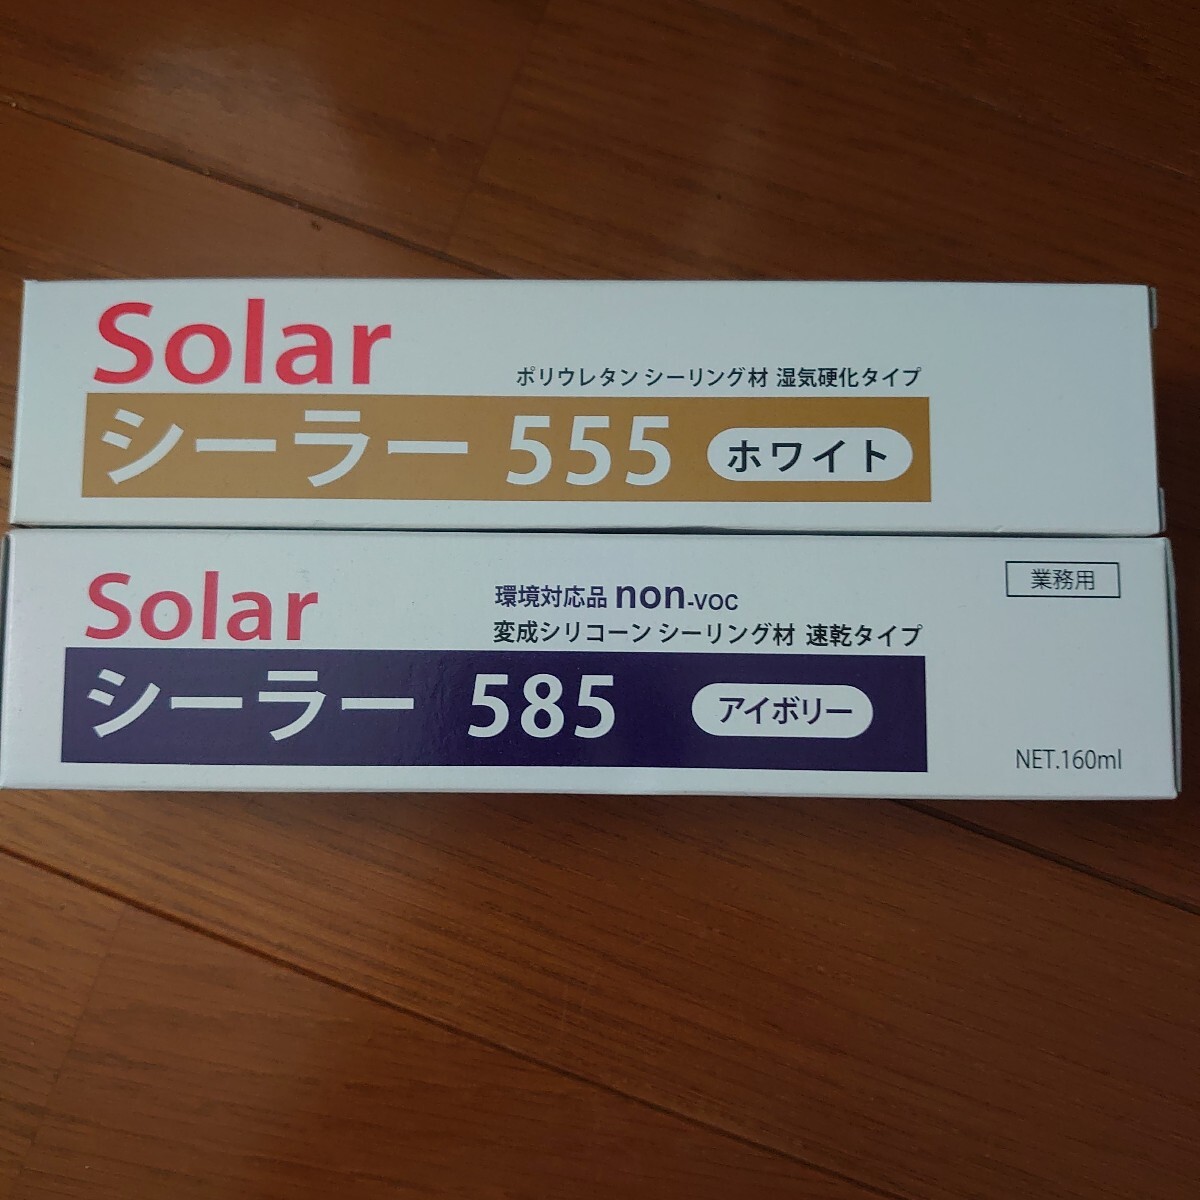 Solar
ポリウレタン シーリング材 湿気硬化タイプ
シーラー 555 ホワイト
Solar
環境対応品 non-VOC
変成シリコーン シーリング材 速乾タイプ
業務用
シーラー 585 アイボリー
NET.160ml